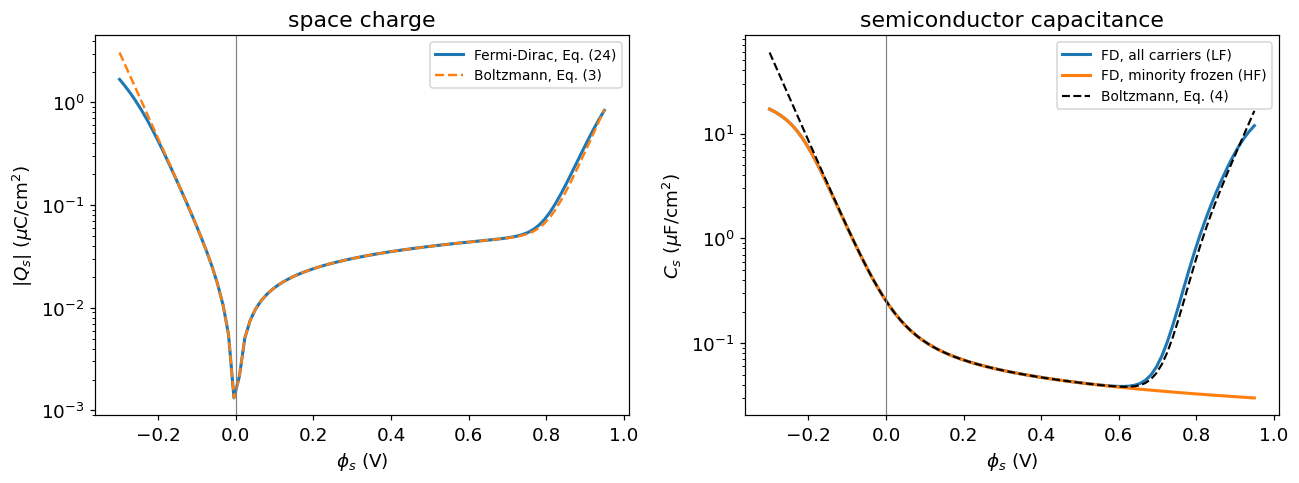 space charge
Fermi-Dirac, Eq. (24)
Boltzmann, Eq. (3)
|Q_s| (μC/cm²)
10⁰
10⁻¹
10⁻²
10⁻³
−0.2 0.0 0.2 0.4 0.6 0.8 1.0
ϕ_s (V)
semiconductor capacitance
FD, all carriers (LF)
FD, minority frozen (HF)
Boltzmann, Eq. (4)
C_s (μF/cm²)
10¹
10⁰
10⁻¹
−0.2 0.0 0.2 0.4 0.6 0.8 1.0
ϕ_s (V)